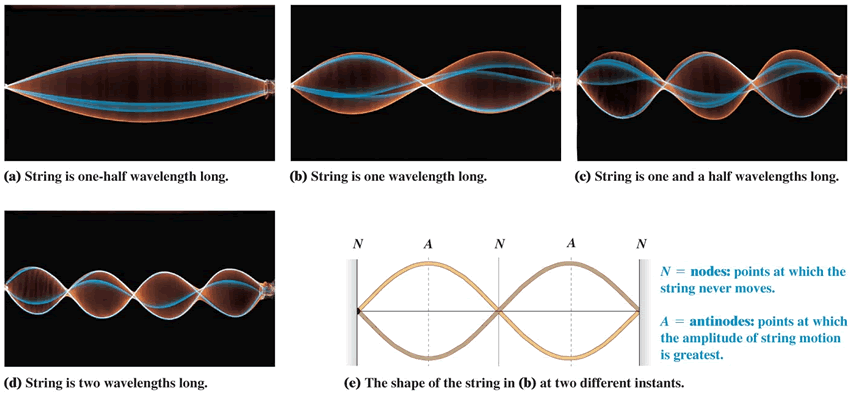 (a) String is one-half wavelength long.
(b) String is one wavelength long.
(c) String is one and a half wavelengths long.
N A N A N
N = nodes: points at which the
string never moves.
A = antinodes: points at which
the amplitude of string motion
is greatest.
(d) String is two wavelengths long.
(e) The shape of the string in (b) at two different instants.